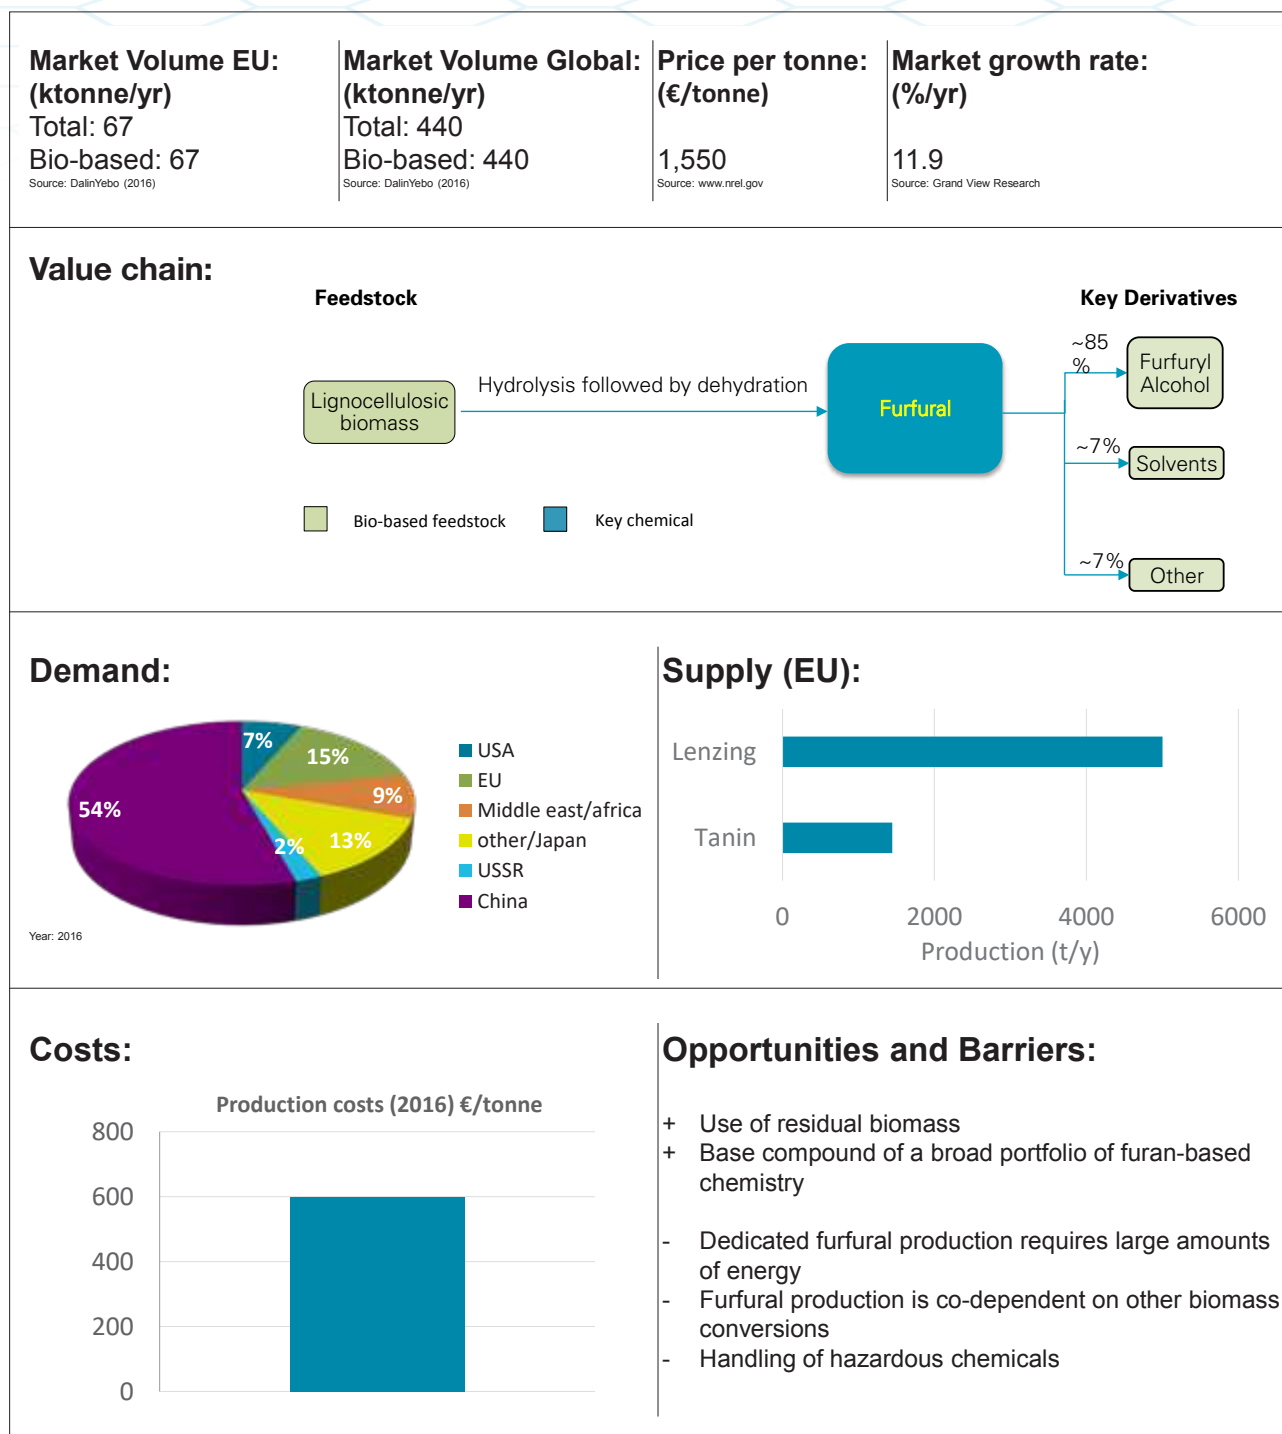 Market Volume EU:
(ktonne/yr)
Total: 67
Bio-based: 67
Source: DalinYebo (2016)
Market Volume Global:
(ktonne/yr)
Total: 440
Bio-based: 440
Source: DalinYebo (2016)
Price per tonne:
(€/tonne)
1,550
Source: www.nrel.gov
Market growth rate:
(%/yr)
11.9
Source: Grand View Research
Value chain:
Feedstock
Key Derivatives
Lignocellulosic
biomass
Hydrolysis followed by dehydration
Furfural
~85
%
Furfuryl
Alcohol
~7%
Solvents
~7%
Other
Bio-based feedstock
Key chemical
Demand:
7%
15%
9%
13%
2%
54%
USA
EU
Middle east/africa
other/Japan
USSR
China
Year: 2016
Supply (EU):
Lenzing
Tanin
0 2000 4000 6000
Production (t/y)
Costs:
Production costs (2016) €/tonne
800
600
400
200
0
Opportunities and Barriers:
+ Use of residual biomass
+ Base compound of a broad portfolio of furan-based
chemistry
- Dedicated furfural production requires large amounts
of energy
- Furfural production is co-dependent on other biomass
conversions
- Handling of hazardous chemicals